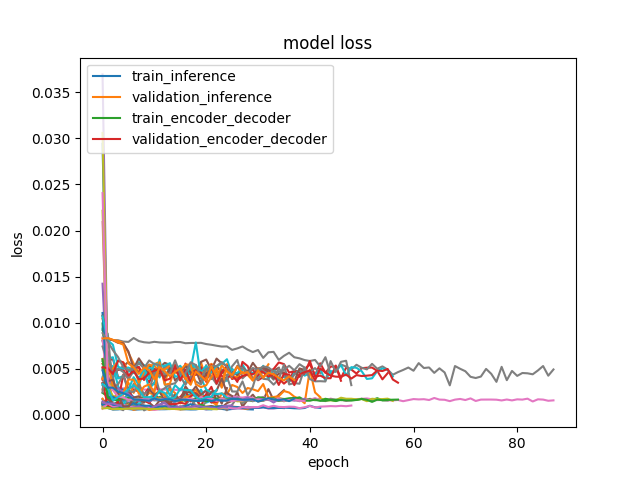 model loss
train_inference
validation_inference
train_encoder_decoder
validation_encoder_decoder
loss
0.035
0.030
0.025
0.020
0.015
0.010
0.005
0.000
0 20 40 60 80
epoch